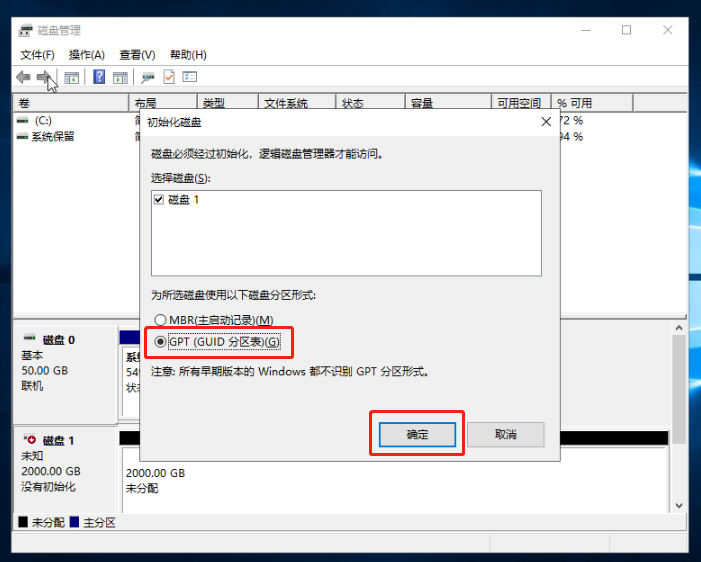 磁盘管理
文件(F) 操作(A) 查看(V) 帮助(H)
卷 布局 类型 文件系统 状态 容量 可用空间 % 可用
(C:) 72 %
系统保留 94 %
初始化磁盘
磁盘必须经过初始化，逻辑磁盘管理器才能访问。
选择磁盘(S):
磁盘 1
为所选磁盘使用以下磁盘分区形式:
MBR(主启动记录)(M)
GPT (GUID 分区表)(G)
注意: 所有早期版本的 Windows 都不识别 GPT 分区形式。
确定 取消
磁盘 0
基本
50.00 GB
联机
磁盘 1
未知
2000.00 GB
没有初始化
2000.00 GB
未分配
未分配 主分区